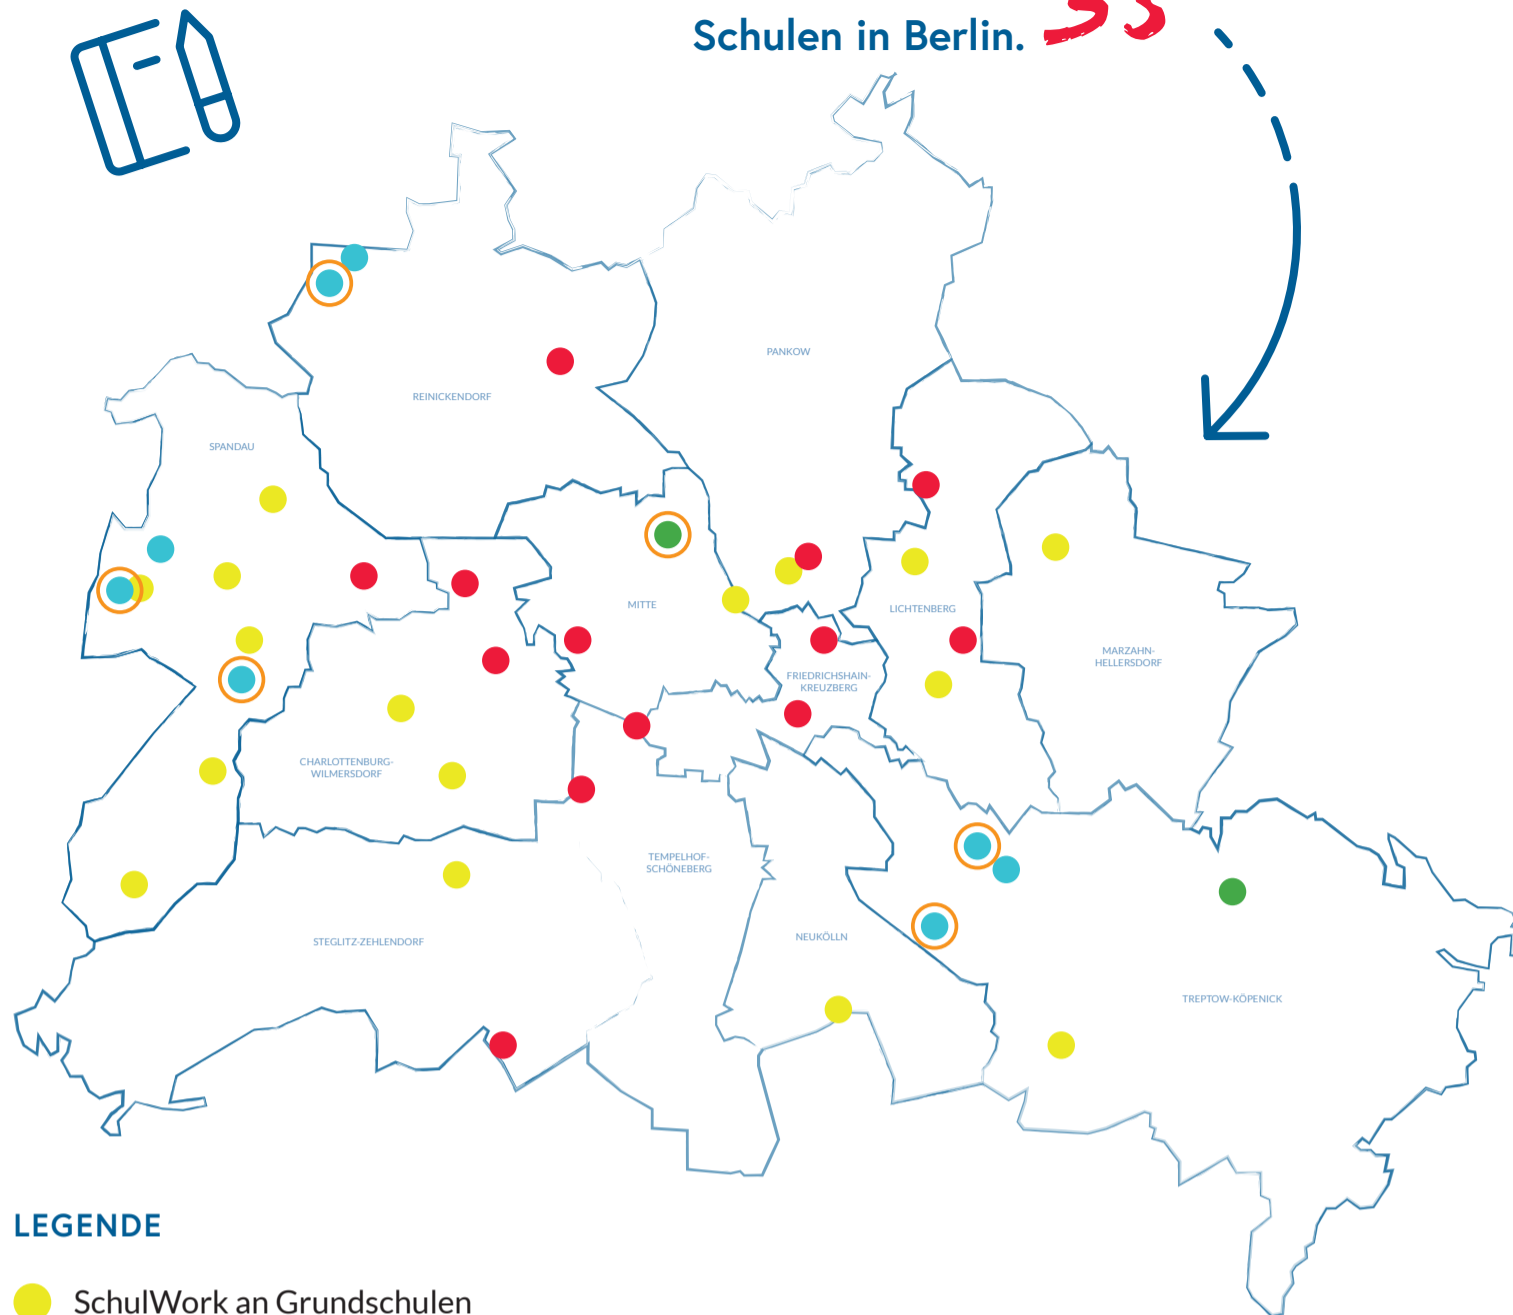 Schulen in Berlin.
PANKOW
REINICKENDORF
SPANDAU
MITTE
LICHTENBERG
MARZAHN-
HELLERSDORF
FRIEDRICHSHAIN-
KREUZBERG
CHARLOTTENBURG-
WILMERSDORF
TEMPELHOF-
SCHÖNEBERG
NEUKÖLLN
STEGLITZ-ZEHLENDORF
TREPTOW-KÖPENICK
LEGENDE
SchulWork an Grundschulen